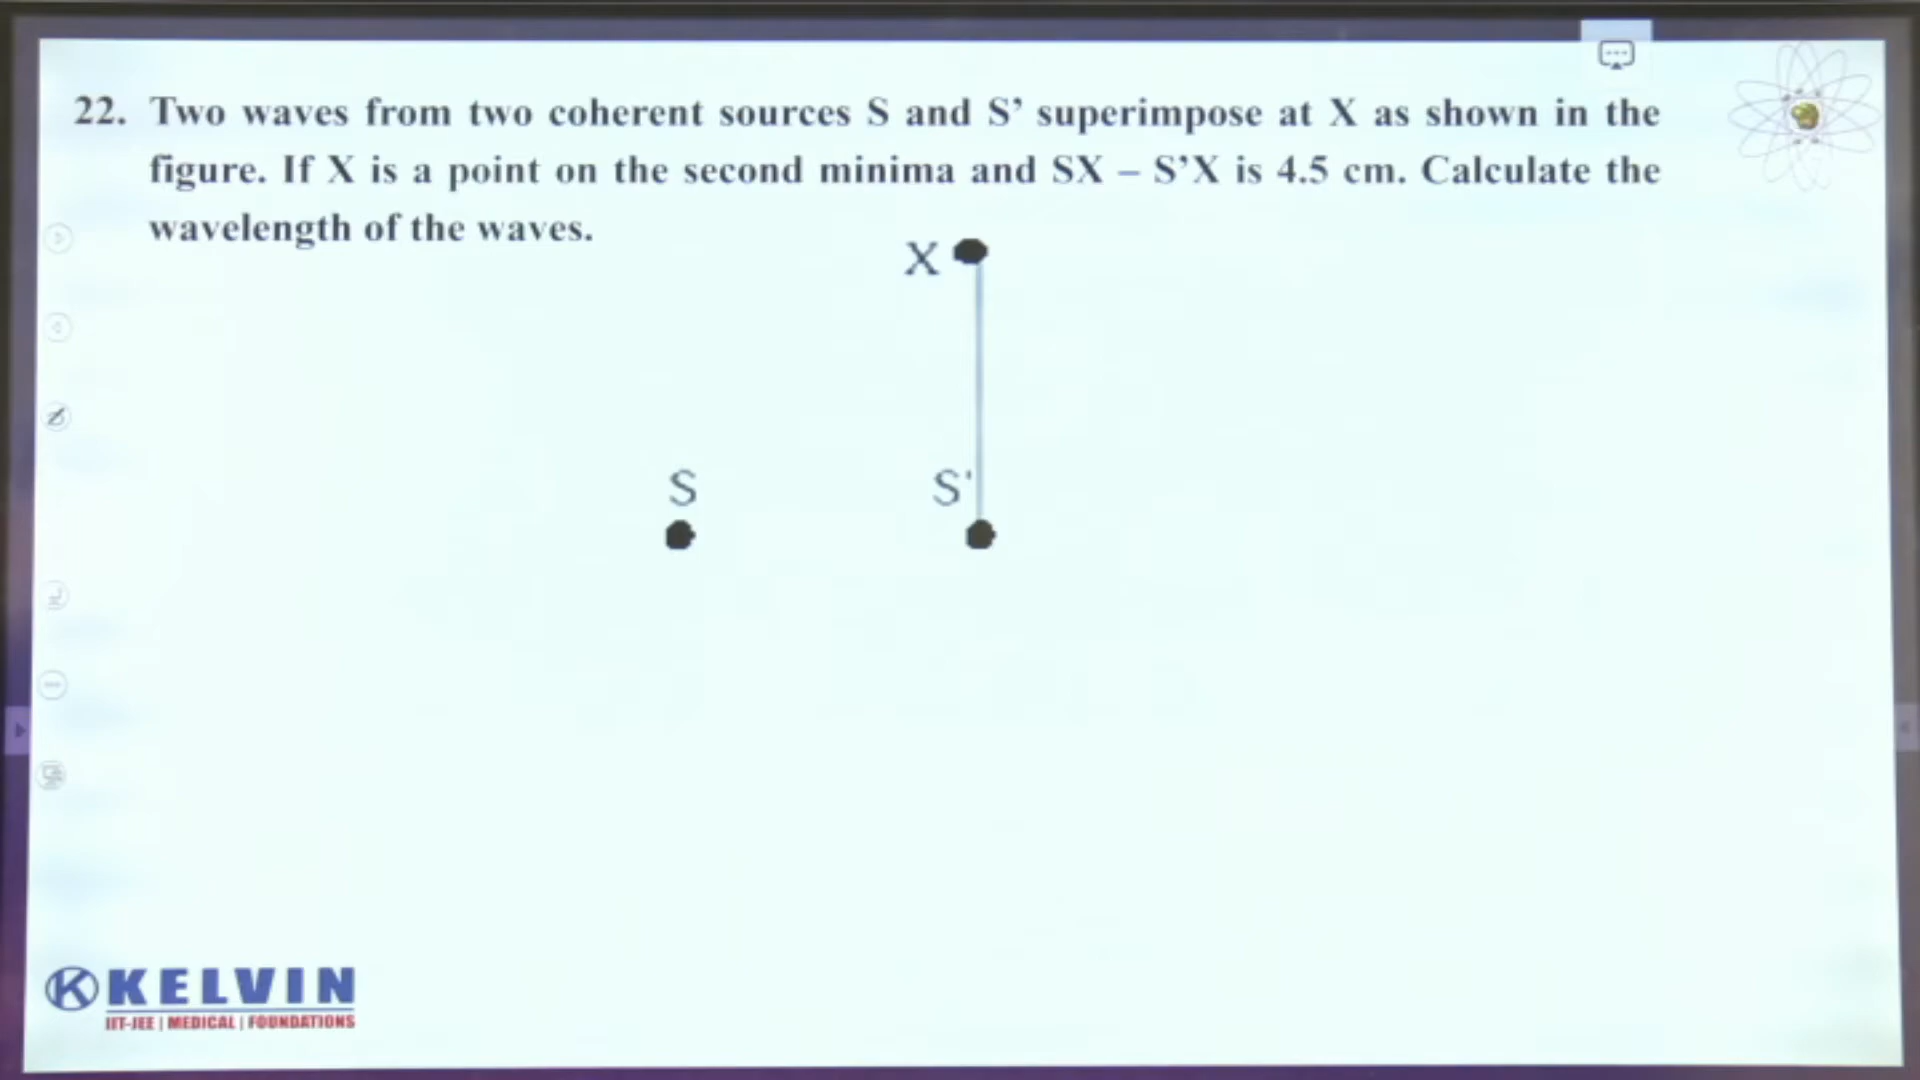 22. Two waves from two coherent sources S and S’ superimpose at X as shown in the
figure. If X is a point on the second minima and SX – S’X is 4.5 cm. Calculate the
wavelength of the waves.
X
S
S'
KELVIN
IIT-JEE | MEDICAL | FOUNDATIONS